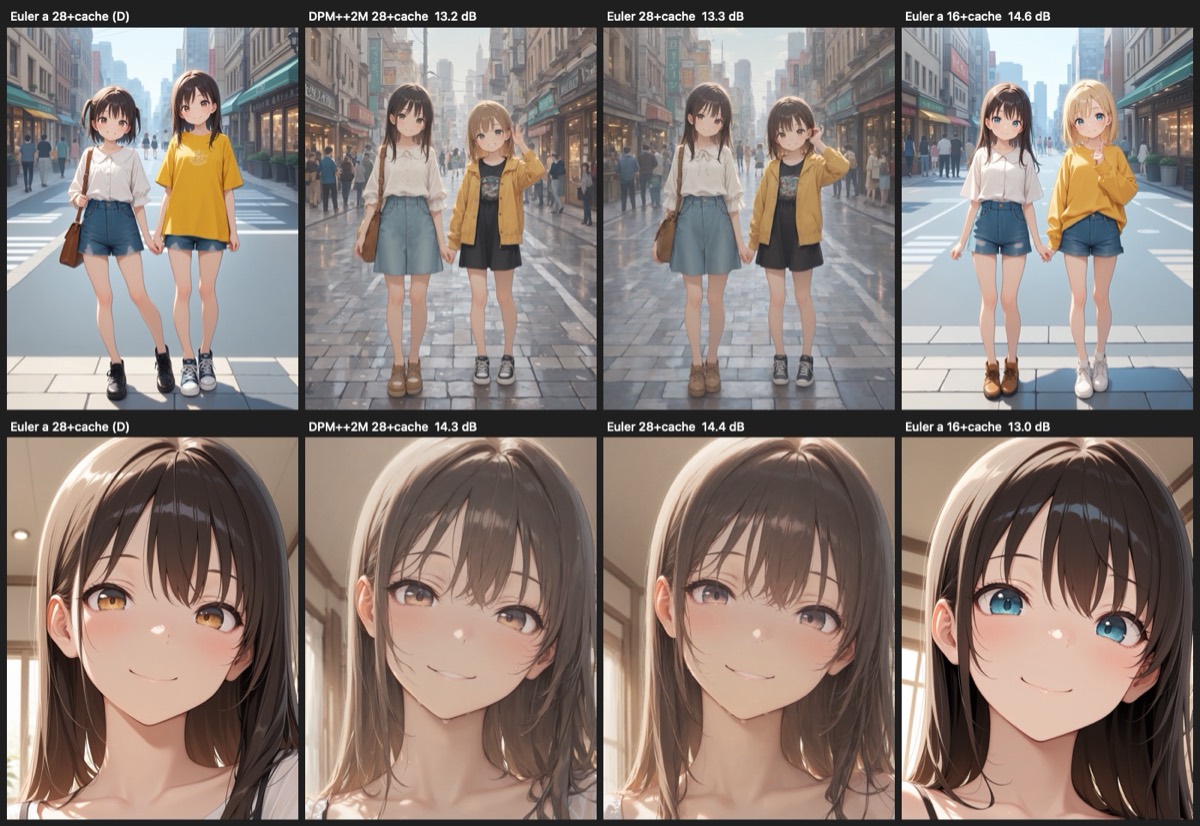 Euler a 28+cache (D)
DPM++2M 28+cache 13.2 dB
Euler 28+cache 13.3 dB
Euler a 16+cache 14.6 dB
Euler a 28+cache (D)
DPM++2M 28+cache 14.3 dB
Euler 28+cache 14.4 dB
Euler a 16+cache 13.0 dB